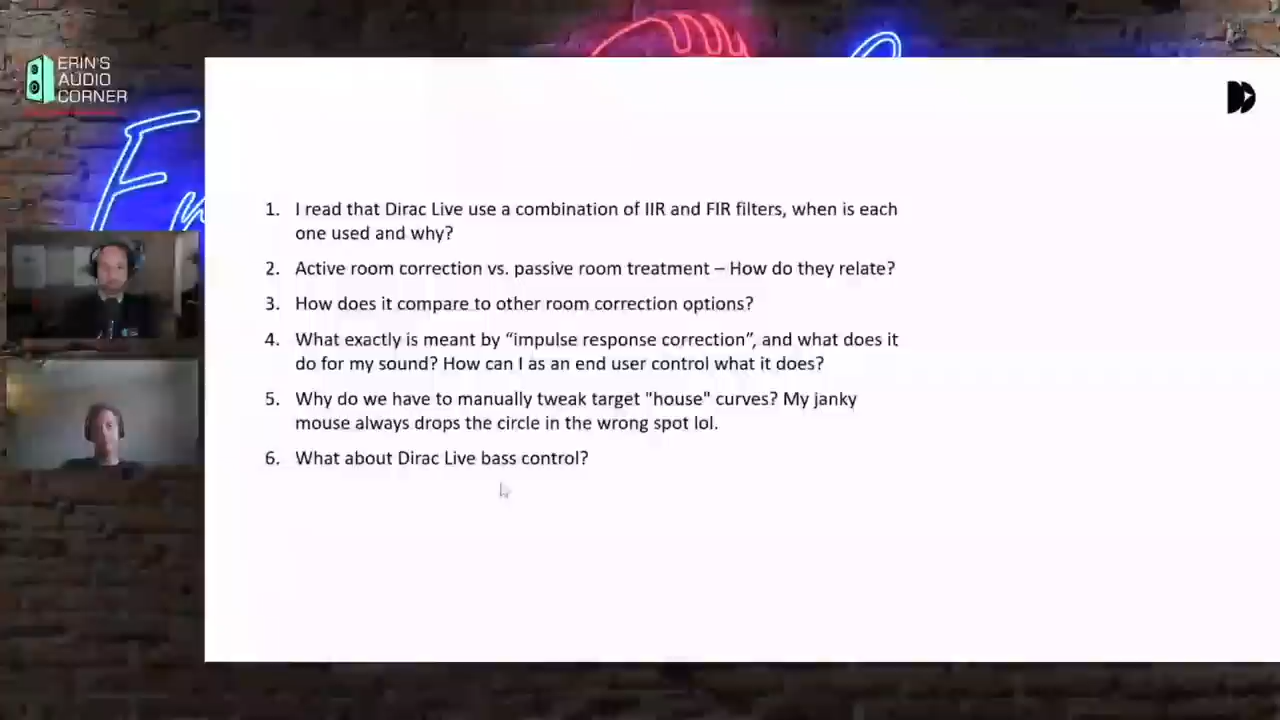 ERIN'S
AUDIO
CORNER
1. I read that Dirac Live use a combination of IIR and FIR filters, when is each
one used and why?
2. Active room correction vs. passive room treatment – How do they relate?
3. How does it compare to other room correction options?
4. What exactly is meant by “impulse response correction”, and what does it
do for my sound? How can I as an end user control what it does?
5. Why do we have to manually tweak target "house" curves? My janky
mouse always drops the circle in the wrong spot lol.
6. What about Dirac Live bass control?